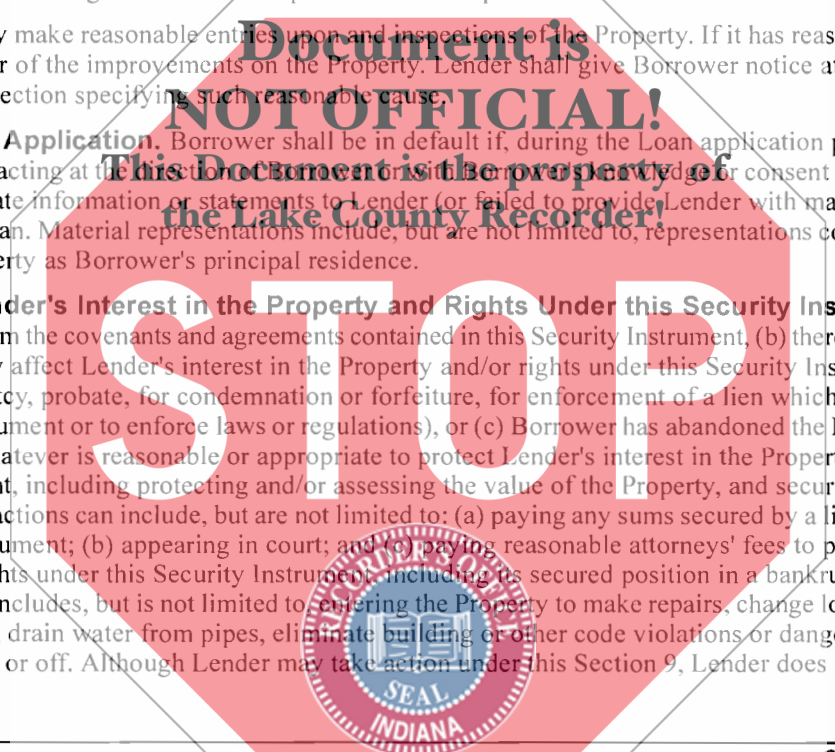 Document is
NOT OFFICIAL!
This Document is the property of
the Lake County Recorder!
STOP
RECORDER'S OFFICE
SEAL
INDIANA
y make reasonable entries upon and inspections of the Property. If it has reas
r of the improvements on the Property. Lender shall give Borrower notice at
ection specifying such reasonable cause.
Application. Borrower shall be in default if, during the Loan application p
acting at the direction of Borrower or with Borrower's knowledge or consent
te information or statements to Lender (or failed to provide Lender with ma
an. Material representations include, but are not limited to, representations co
erty as Borrower's principal residence.
der's Interest in the Property and Rights Under this Security Ins
m the covenants and agreements contained in this Security Instrument, (b) ther
y affect Lender's interest in the Property and/or rights under this Security Ins
cy, probate, for condemnation or forfeiture, for enforcement of a lien which
ument or to enforce laws or regulations), or (c) Borrower has abandoned the
atever is reasonable or appropriate to protect Lender's interest in the Propert
t, including protecting and/or assessing the value of the Property, and secur
ctions can include, but are not limited to: (a) paying any sums secured by a li
ument; (b) appearing in court; and (c) paying reasonable attorneys' fees to p
hts under this Security Instrument, including its secured position in a bankru
ncludes, but is not limited to, entering the Property to make repairs, change lo
drain water from pipes, eliminate building or other code violations or dange
or off. Although Lender may take action under this Section 9, Lender does